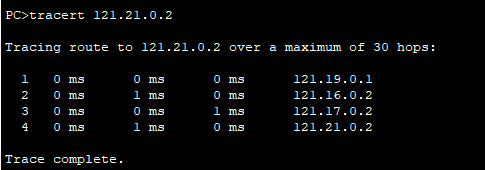 PC>tracert 121.21.0.2
Tracing route to 121.21.0.2 over a maximum of 30 hops:
1 0 ms 0 ms 0 ms 121.19.0.1
2 0 ms 1 ms 0 ms 121.16.0.2
3 0 ms 0 ms 1 ms 121.17.0.2
4 0 ms 1 ms 0 ms 121.21.0.2
Trace complete.